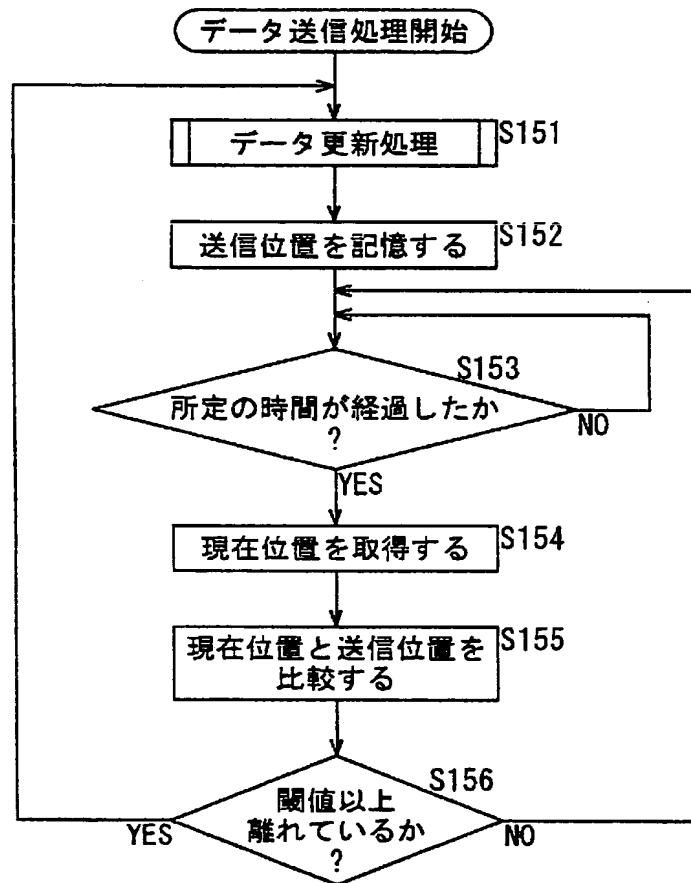 データ送信処理開始
データ更新処理
S151
送信位置を記憶する
S152
S153
所定の時間が経過したか
?
NO
YES
現在位置を取得する
S154
現在位置と送信位置を
比較する
S155
S156
閾値以上
離れているか
?
YES
NO